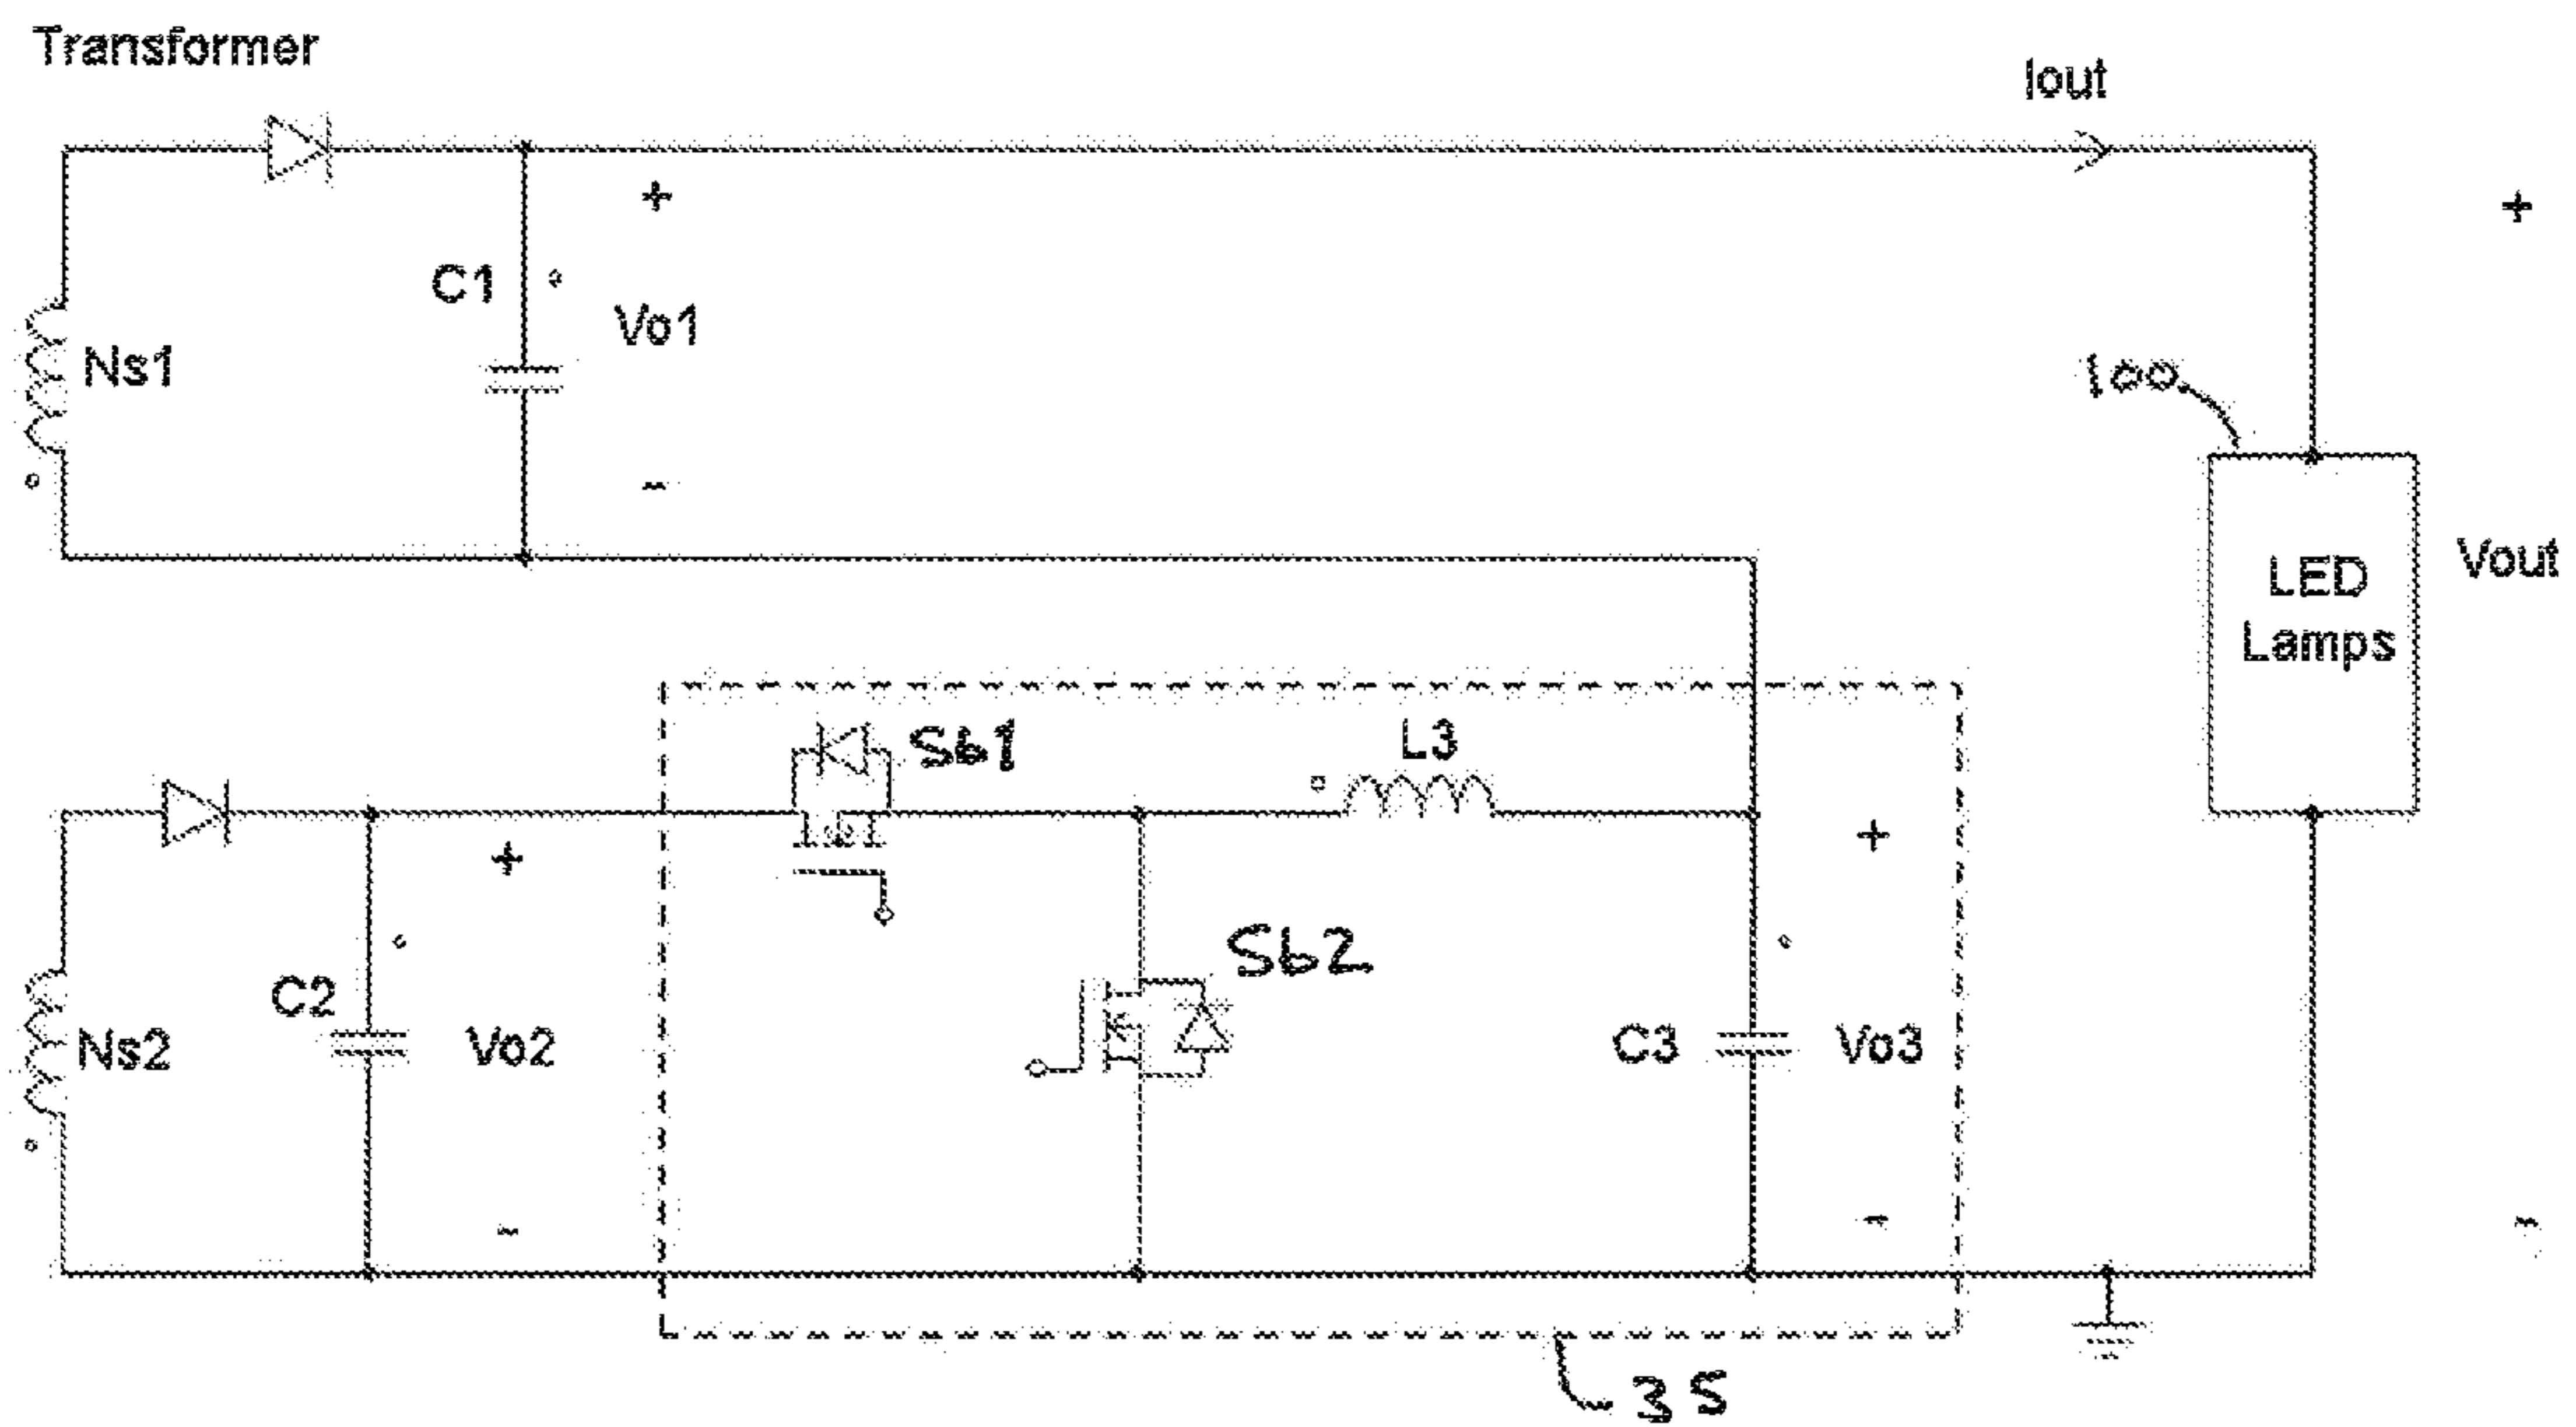 Transformer
Iout
+
+
C1
Vo1
Ns1
100
-
LED
Lamps
Vout
Sb1
L3
+
+
Sb2
C2
Ns2
Vo2
C3
Vo3
-
-
-
35